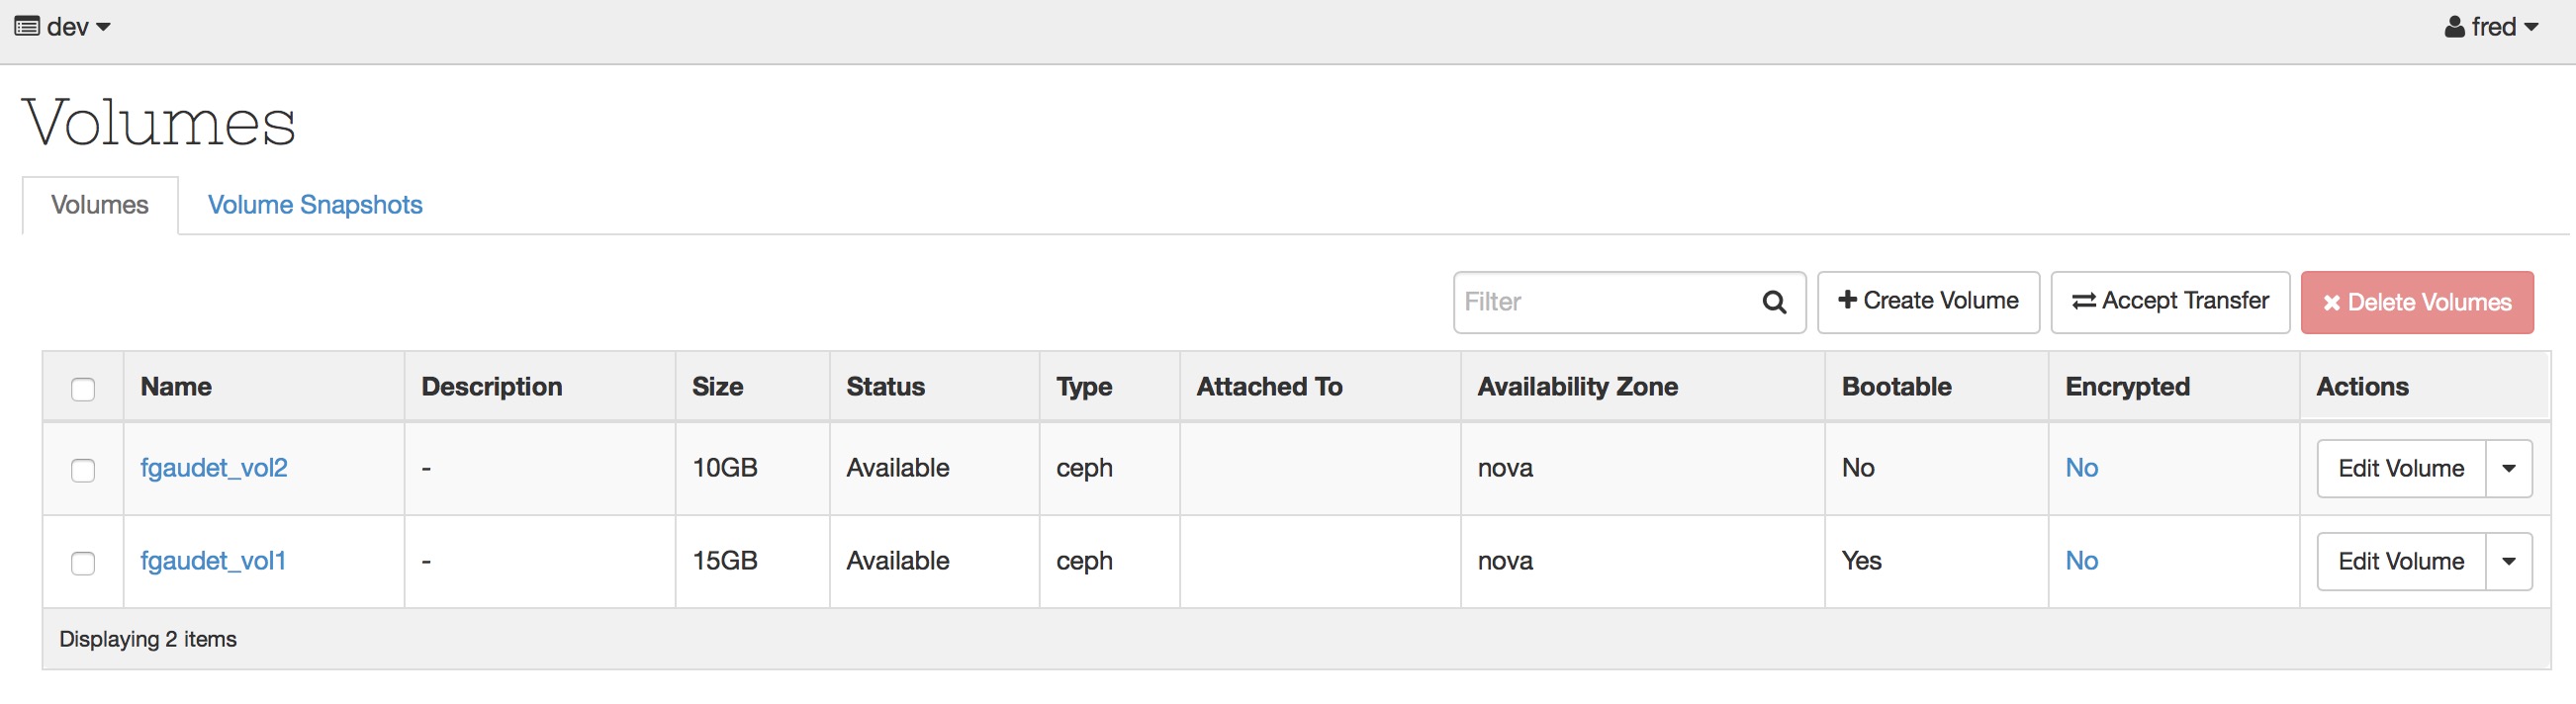 dev fred
Volumes
Volumes Volume Snapshots
Filter Create Volume Accept Transfer Delete Volumes
Name Description Size Status Type Attached To Availability Zone Bootable Encrypted Actions
fgaudet_vol2 - 10GB Available ceph nova No No Edit Volume
fgaudet_vol1 - 15GB Available ceph nova Yes No Edit Volume
Displaying 2 items